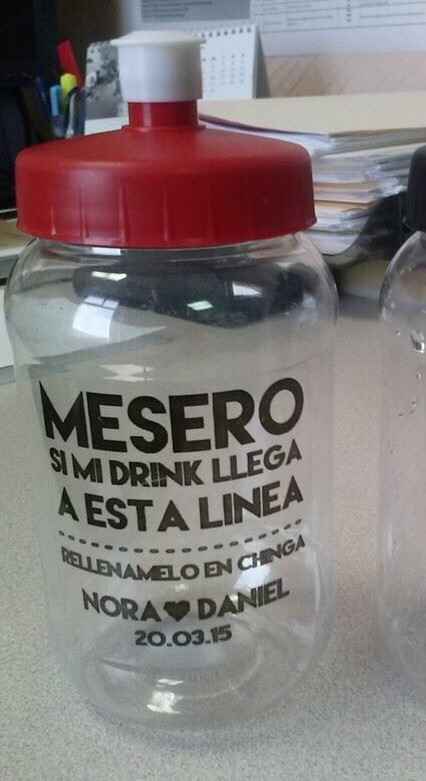 MESERO
SI MI DRINK LLEGA
A ESTA LINEA
RELLENAMELO EN CHINGA
NORA♥DANIEL
20.03.15